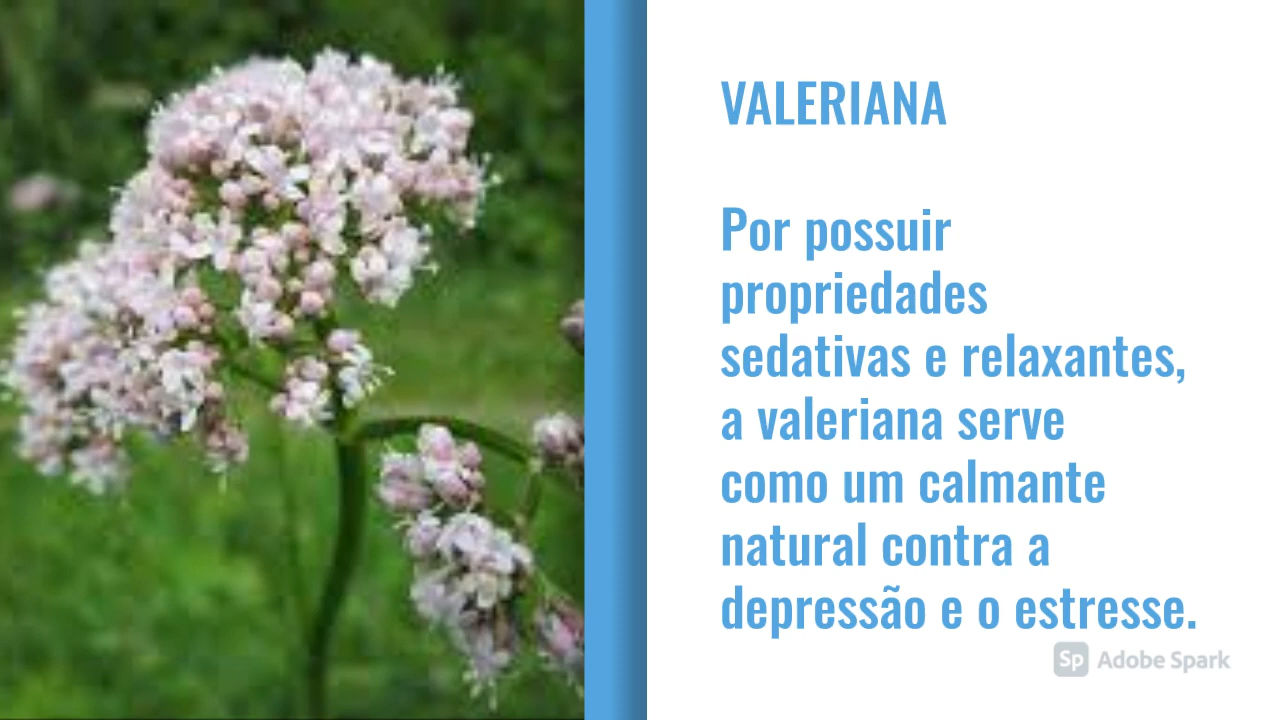 VALERIANA
Por possuir
propriedades
sedativas e relaxantes,
a valeriana serve
como um calmante
natural contra a
depressão e o estresse.
Sp Adobe Spark